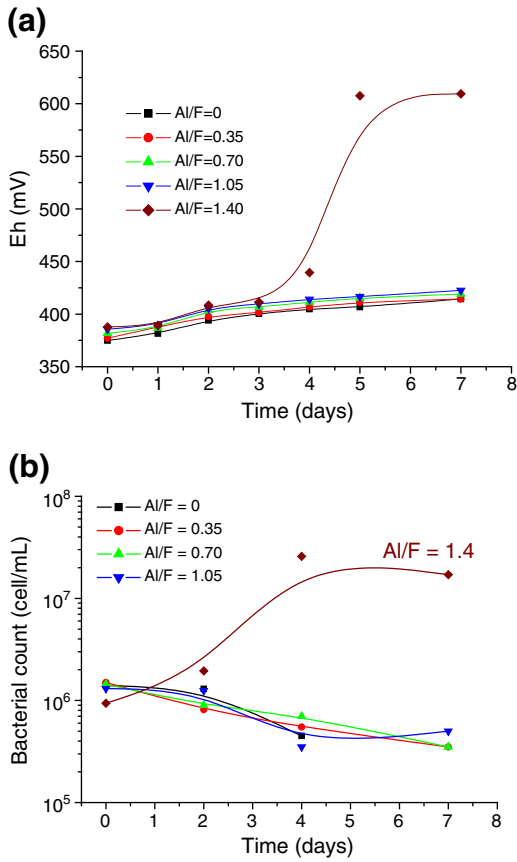 (a)
650
600
550
500
450
400
350
Eh (mV)
Al/F=0
Al/F=0.35
Al/F=0.70
Al/F=1.05
Al/F=1.40
0 1 2 3 4 5 6 7 8
Time (days)
(b)
10^8
10^7
10^6
10^5
Bacterial count (cell/mL)
Al/F = 0
Al/F = 0.35
Al/F = 0.70
Al/F = 1.05
Al/F = 1.4
0 1 2 3 4 5 6 7 8
Time (days)